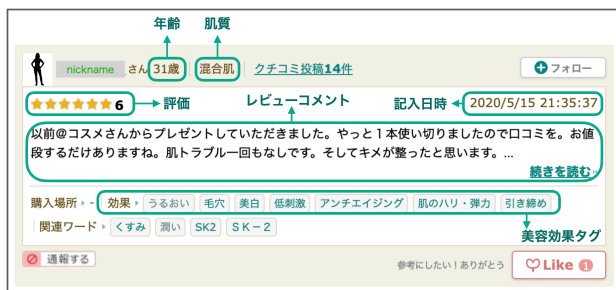 年齢 肌質
nickname さん 31歳 混合肌 クチコミ投稿14件 フォロー
6 評価 レビューコメント 記入日時 2020/5/15 21:35:37
以前@コスメさんからプレゼントしていただきました。やっと1本使い切りましたので口コミを。お値
段するだけありますね。肌トラブル一回もなしです。そしてキメが整ったと思います。...
続きを読む»
購入場所 - 効果 うるおい 毛穴 美白 低刺激 アンチエイジング 肌のハリ・弾力 引き締め
関連ワード くすみ 潤い SK2 SK-2
美容効果タグ
通報する 参考にしたい!ありがとう Like 1